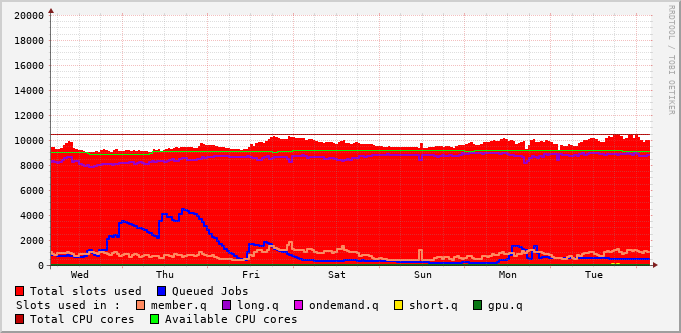 20000
18000
16000
14000
12000
10000
8000
6000
4000
2000
0
Wed Thu Fri Sat Sun Mon Tue
Total slots used Queued Jobs
Slots used in : member.q long.q ondemand.q short.q gpu.q
Total CPU cores Available CPU cores
RRDTOOL / TOBI OETIKER